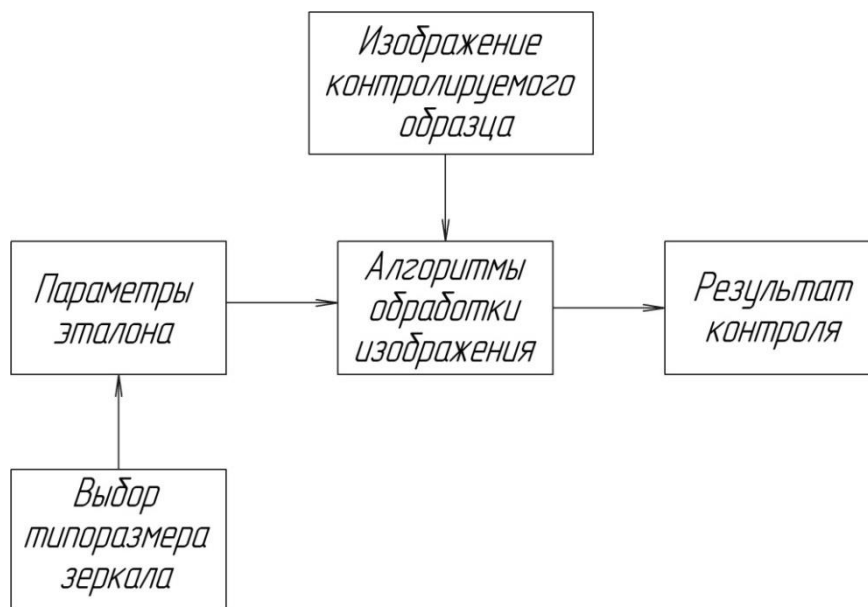 Изображение
контролируемого
образца
Параметры
эталона
Алгоритмы
обработки
изображения
Результат
контроля
Выбор
типоразмера
зеркала